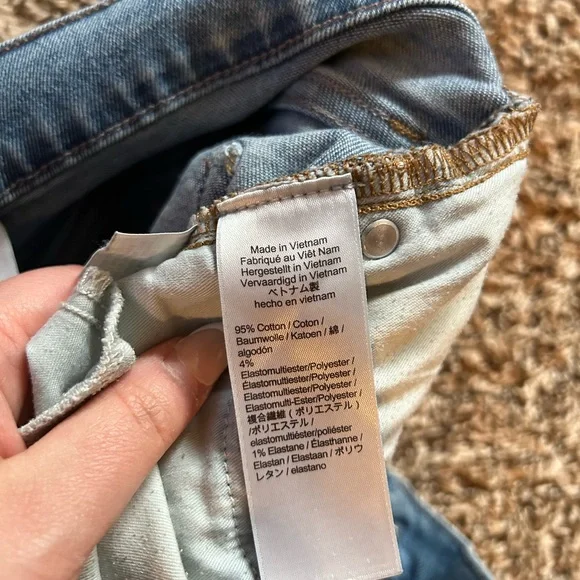 Made in Vietnam
Fabriqué au Viêt Nam
Hergestellt in Vietnam
Vervaardigd in Vietnam
ベトナム製
hecho en vietnam
95% Cotton / Coton /
Baumwolle / Katoen / 綿 /
algodón
4%
Elastomultiester/Polyester /
Élastomultiester/Polyester /
Elastomulti-Ester/Polyester /
Elastomultiester/Polyester /
複合繊維 (ポリエステル)
/ポリエステル /
elastomultiéster/poliéster
1% Elastane / Élasthanne /
Elastan / Elastaan / ポリウ
レタン / elastano